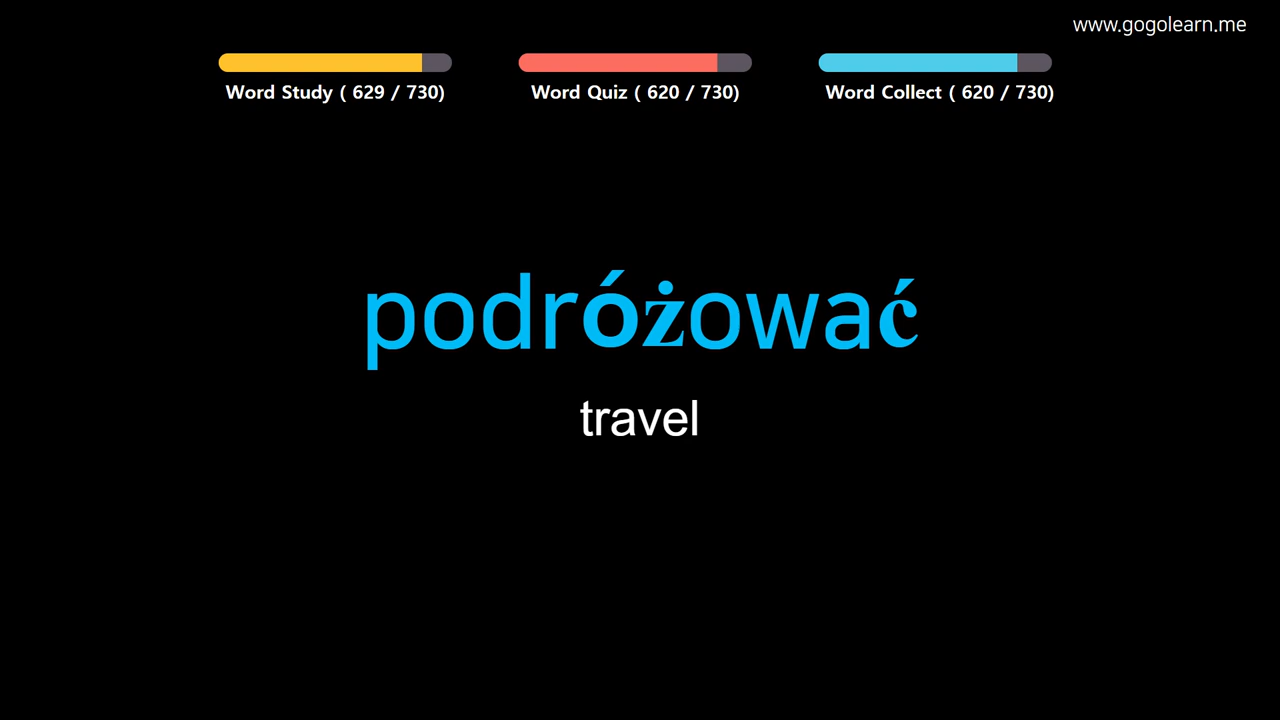 www.gogolearn.me
Word Study ( 629 / 730)
Word Quiz ( 620 / 730)
Word Collect ( 620 / 730)
podróżować
travel